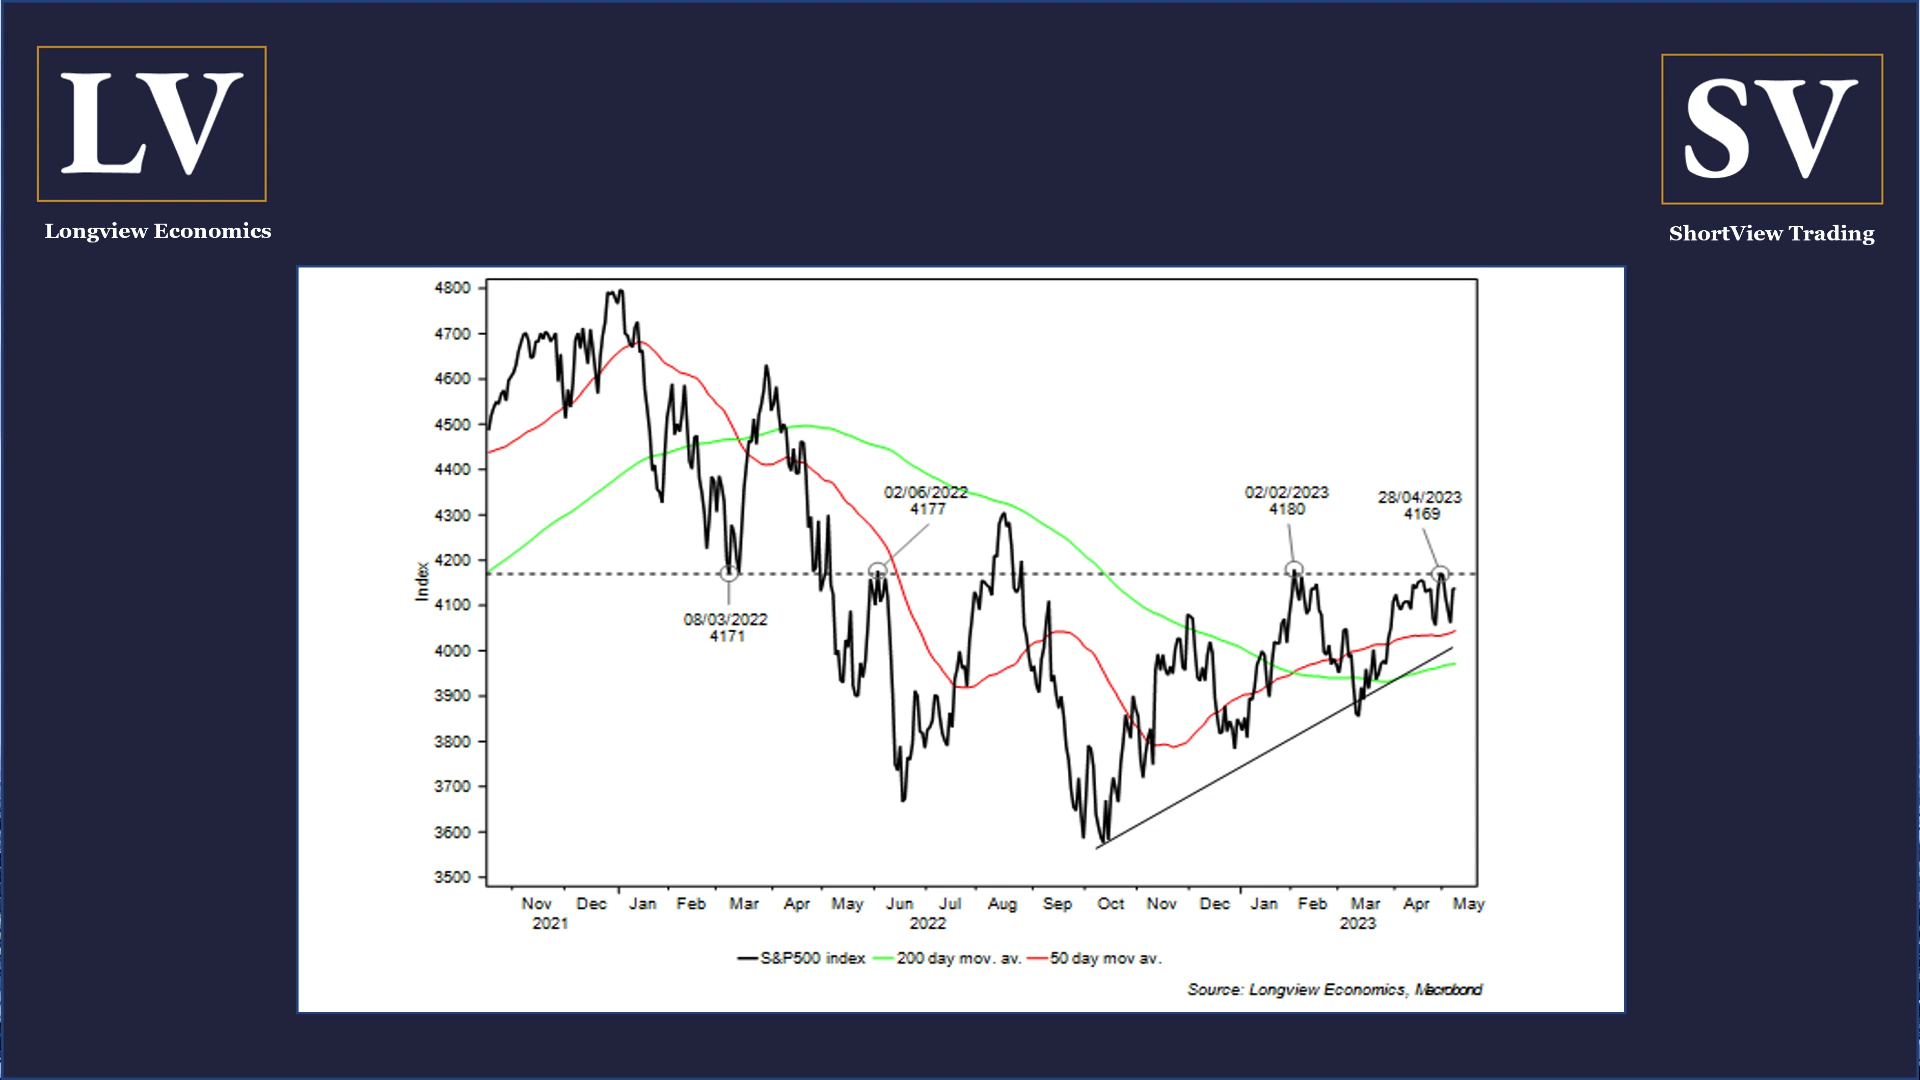 LV
Longview Economics
SV
ShortView Trading
4800
4700
4600
4500
4400
4300
4200
4100
4000
3900
3800
3700
3600
3500
Index
02/06/2022
4177
02/02/2023
4180
28/04/2023
4169
08/03/2022
4171
Nov Dec Jan Feb Mar Apr May Jun Jul Aug Sep Oct Nov Dec Jan Feb Mar Apr May
2021 2022 2023
S&P500 index 200 day mov. av. 50 day mov av.
Source: Longview Economics, Macrobond